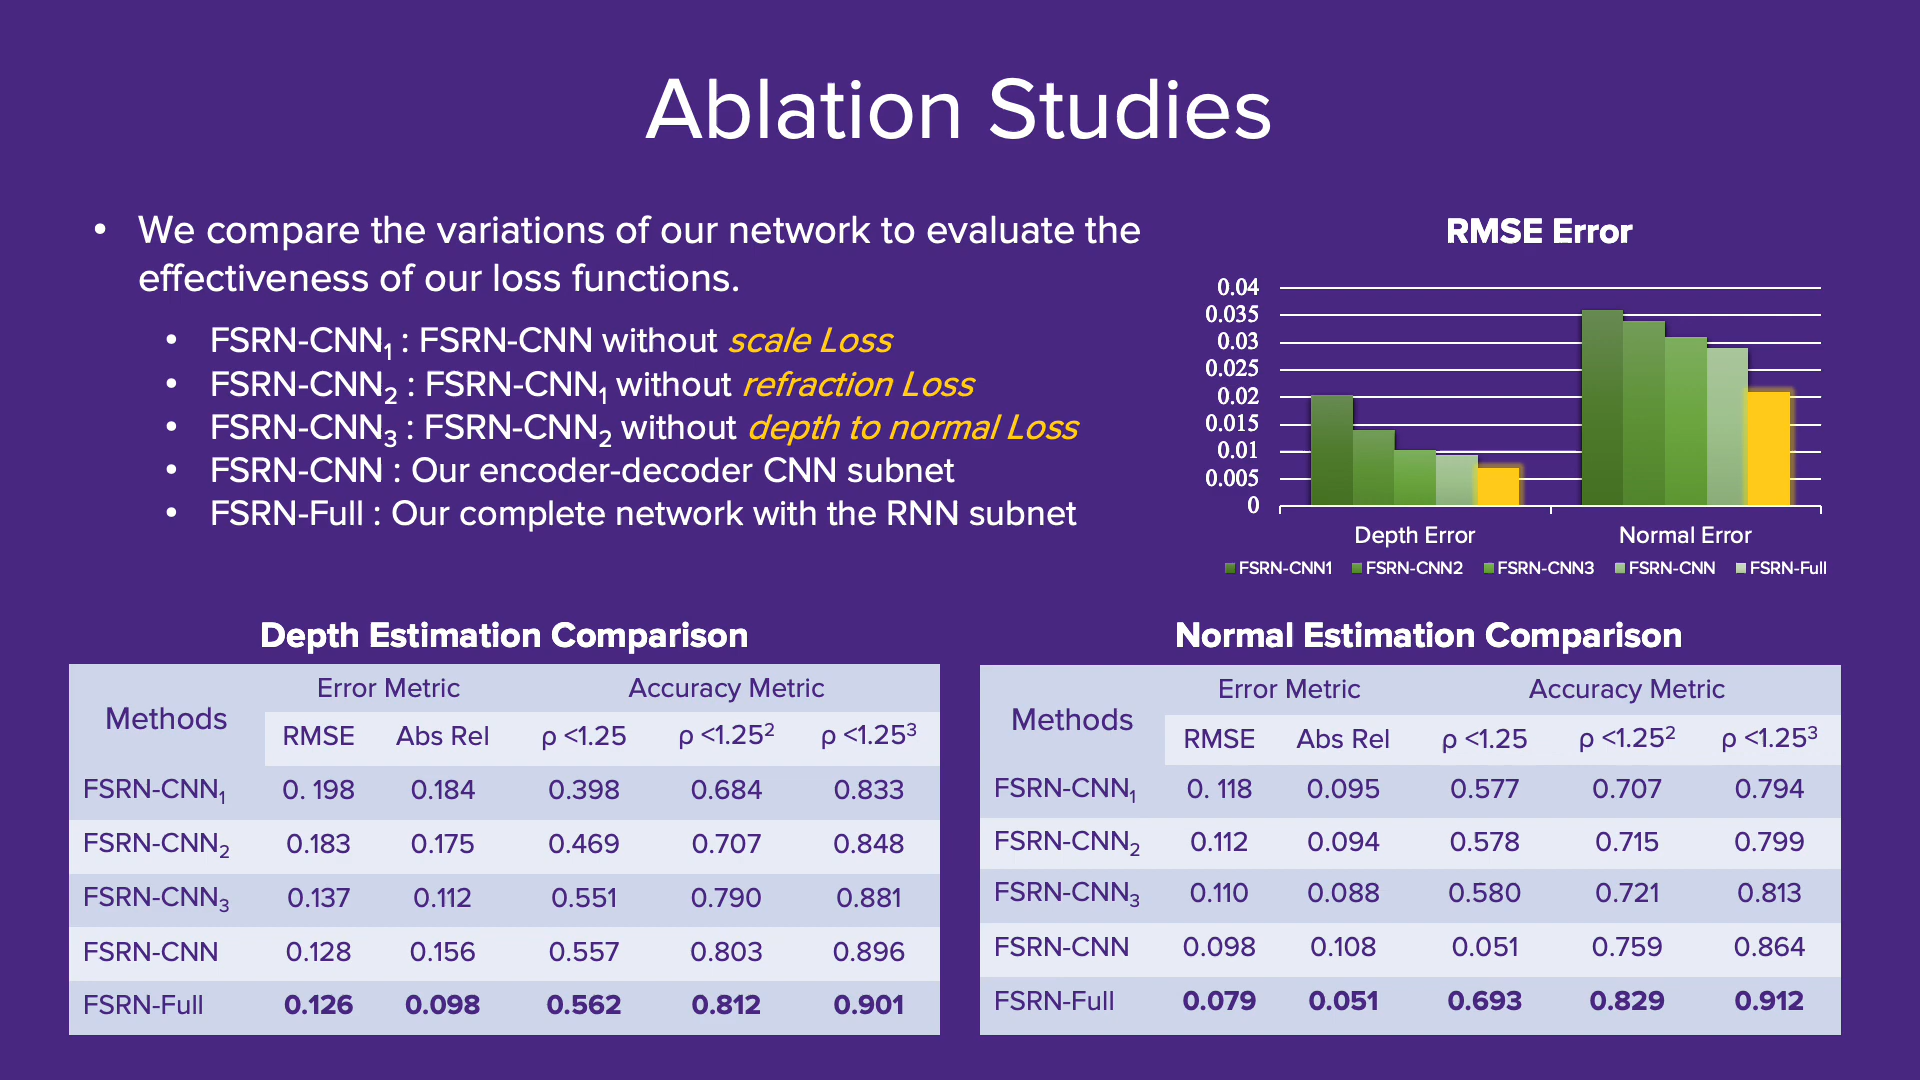 Ablation Studies
• We compare the variations of our network to evaluate the
effectiveness of our loss functions.
• FSRN-CNN₁ : FSRN-CNN without scale Loss
• FSRN-CNN₂ : FSRN-CNN₁ without refraction Loss
• FSRN-CNN₃ : FSRN-CNN₂ without depth to normal Loss
• FSRN-CNN : Our encoder-decoder CNN subnet
• FSRN-Full : Our complete network with the RNN subnet
RMSE Error
0.04
0.035
0.03
0.025
0.02
0.015
0.01
0.005
0
Depth Error Normal Error
FSRN-CNN1 FSRN-CNN2 FSRN-CNN3 FSRN-CNN FSRN-Full
Depth Estimation Comparison
Methods Error Metric Accuracy Metric
RMSE Abs Rel ρ <1.25 ρ <1.25² ρ <1.25³
FSRN-CNN₁ 0. 198 0.184 0.398 0.684 0.833
FSRN-CNN₂ 0.183 0.175 0.469 0.707 0.848
FSRN-CNN₃ 0.137 0.112 0.551 0.790 0.881
FSRN-CNN 0.128 0.156 0.557 0.803 0.896
FSRN-Full 0.126 0.098 0.562 0.812 0.901
Normal Estimation Comparison
Methods Error Metric Accuracy Metric
RMSE Abs Rel ρ <1.25 ρ <1.25² ρ <1.25³
FSRN-CNN₁ 0. 118 0.095 0.577 0.707 0.794
FSRN-CNN₂ 0.112 0.094 0.578 0.715 0.799
FSRN-CNN₃ 0.110 0.088 0.580 0.721 0.813
FSRN-CNN 0.098 0.108 0.051 0.759 0.864
FSRN-Full 0.079 0.051 0.693 0.829 0.912